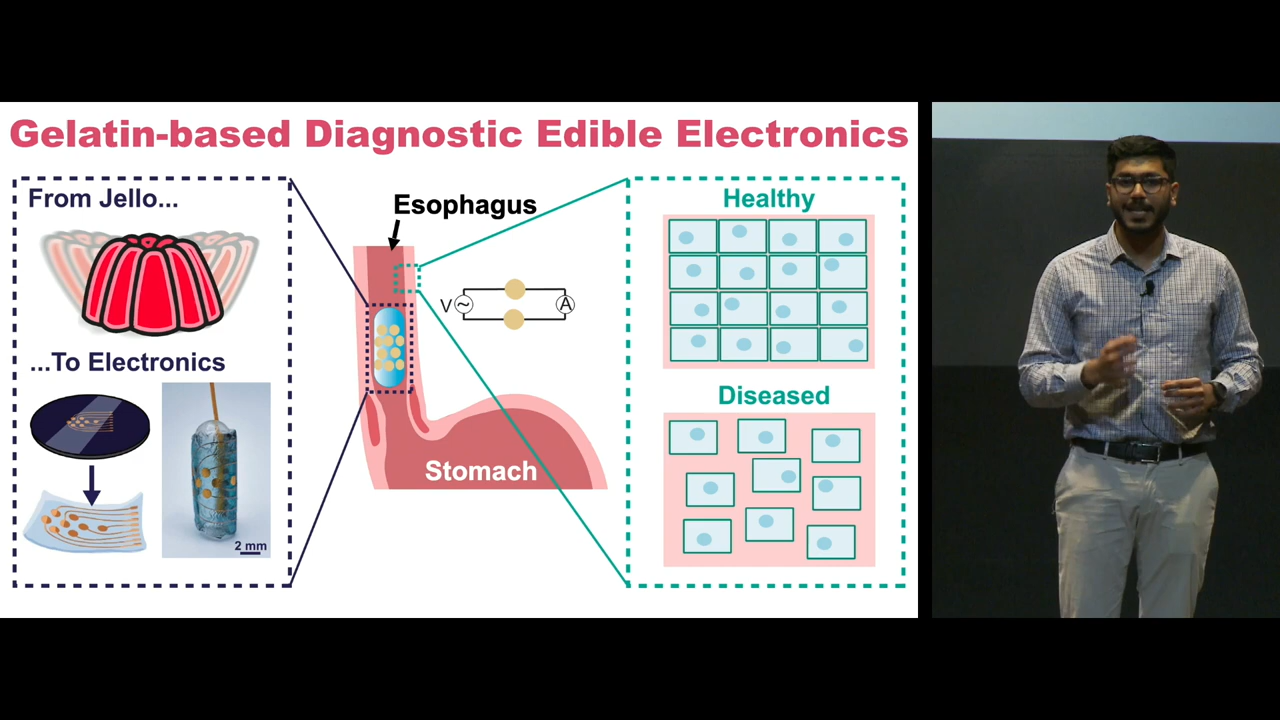 Gelatin-based Diagnostic Edible Electronics
From Jello...
...To Electronics
2 mm
Esophagus
V
A
Stomach
Healthy
Diseased